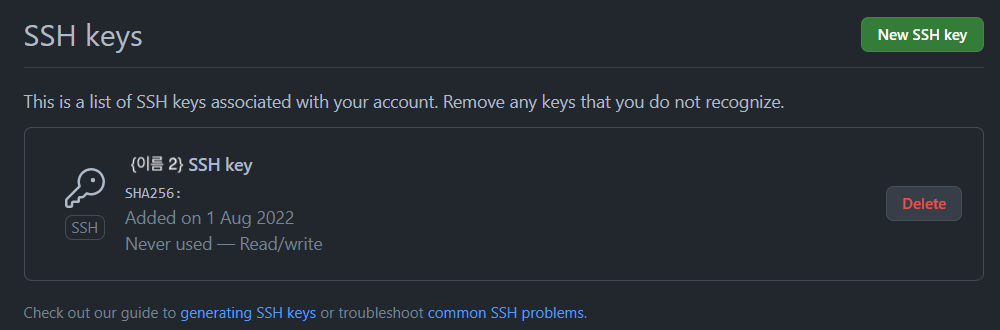 SSH keys
New SSH key
This is a list of SSH keys associated with your account. Remove any keys that you do not recognize.
{이름 2} SSH key
SHA256:
Added on 1 Aug 2022
Never used — Read/write
SSH
Delete
Check out our guide to generating SSH keys or troubleshoot common SSH problems.